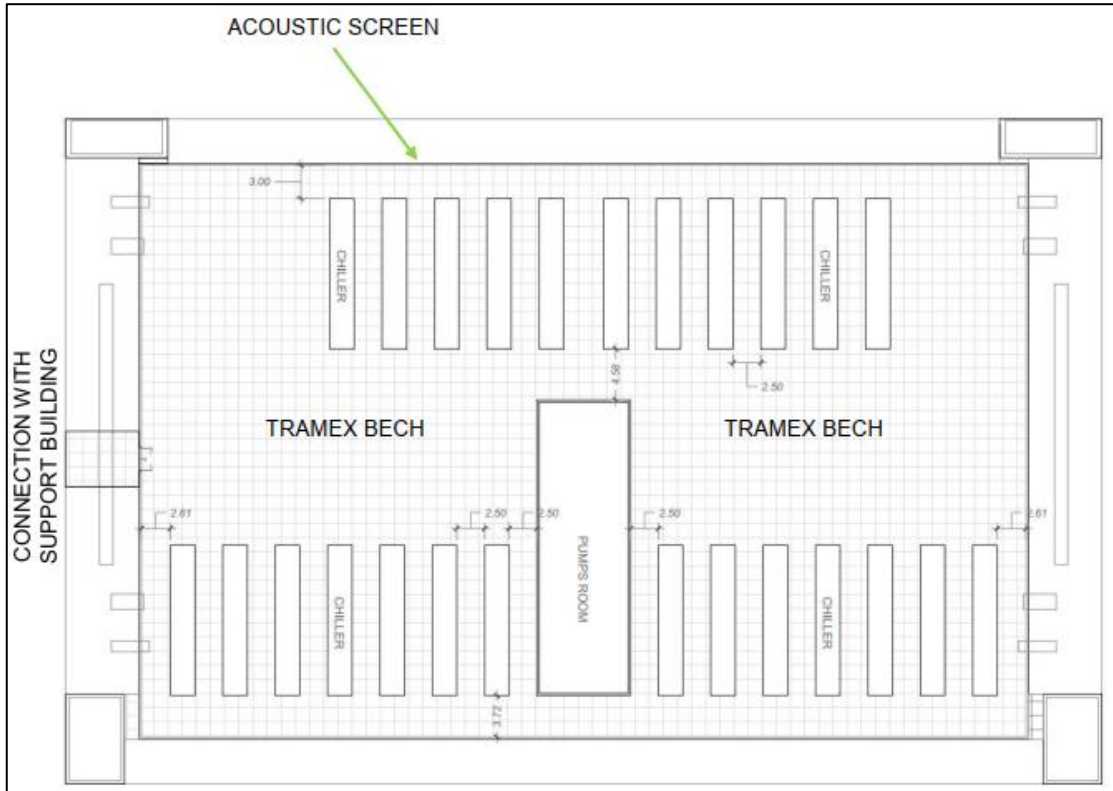 ACOUSTIC SCREEN
3.00
CHILLER
CHILLER
4.58
2.50
CONNECTION WITH
SUPPORT BUILDING
TRAMEX BECH
TRAMEX BECH
2.61
2.50
2.50
2.50
2.61
PUMPS ROOM
CHILLER
CHILLER
3.72